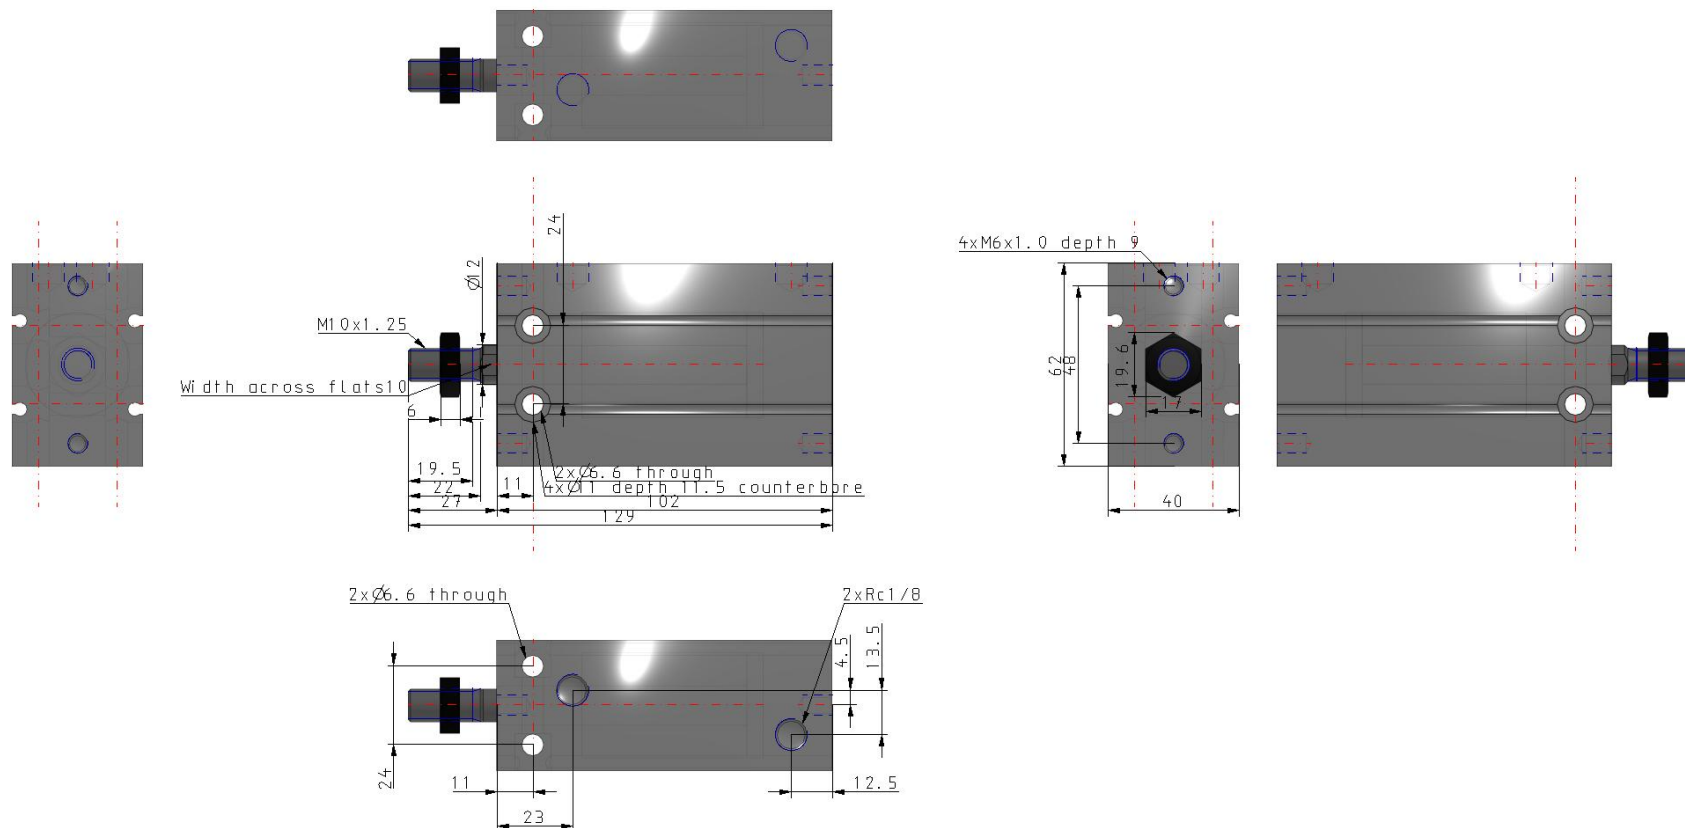 24
Ø12
4xM6x1.0 depth 9
M10x1.25
Width across flats10
6
62
48
19.6
17
19.5
22
27
11
2xØ6.6 through
4xØ11 depth 11.5 counterbore
102
129
40
2xØ6.6 through
2xRc1/8
4.5
13.5
24
11
12.5
23